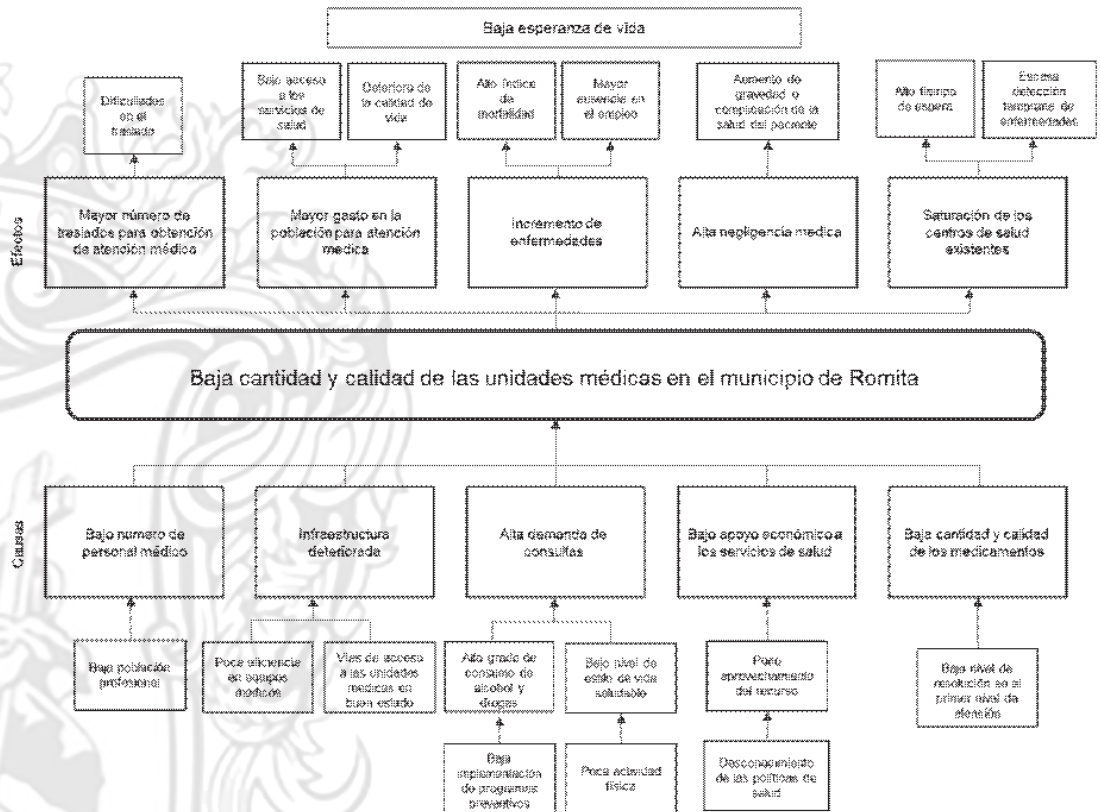 Baja esperanza de vida
Dificultades
en el
traslado
Bajo acceso
a los
servicios de
salud
Deterioro de
la calidad de
vida
Alto índice
de
mortalidad
Mayor
ausencia en
el empleo
Aumento de
gravedad o
complicación de la
salud del paciente
Alto tiempo
de espera
Escasa
detección
temprana de
enfermedades
Efectos
Mayor número de
traslados para obtención
de atención médica
Mayor gasto en la
población para atención
medica
Incremento de
enfermedades
Alta negligencia medica
Saturación de los
centros de salud
existentes
Baja cantidad y calidad de las unidades médicas en el municipio de Romita
Causas
Bajo numero de
personal médico
Infraestructura
deteriorada
Alta demanda de
consultas
Bajo apoyo económico a
los servicios de salud
Baja cantidad y calidad
de los medicamentos
Baja población
profesional
Poca eficiencia
en equipos
médicos
Vías de acceso
a las unidades
medicas en
buen estado
Alto grado de
consumo de
alcohol y
drogas
Bajo nivel de
estilo de vida
saludable
Poco
aprovechamiento
del recurso
Bajo nivel de
resolución en el
primer nivel de
atención
Baja
implementación
de programas
preventivos
Poca actividad
física
Desconocimiento
de las políticas de
salud